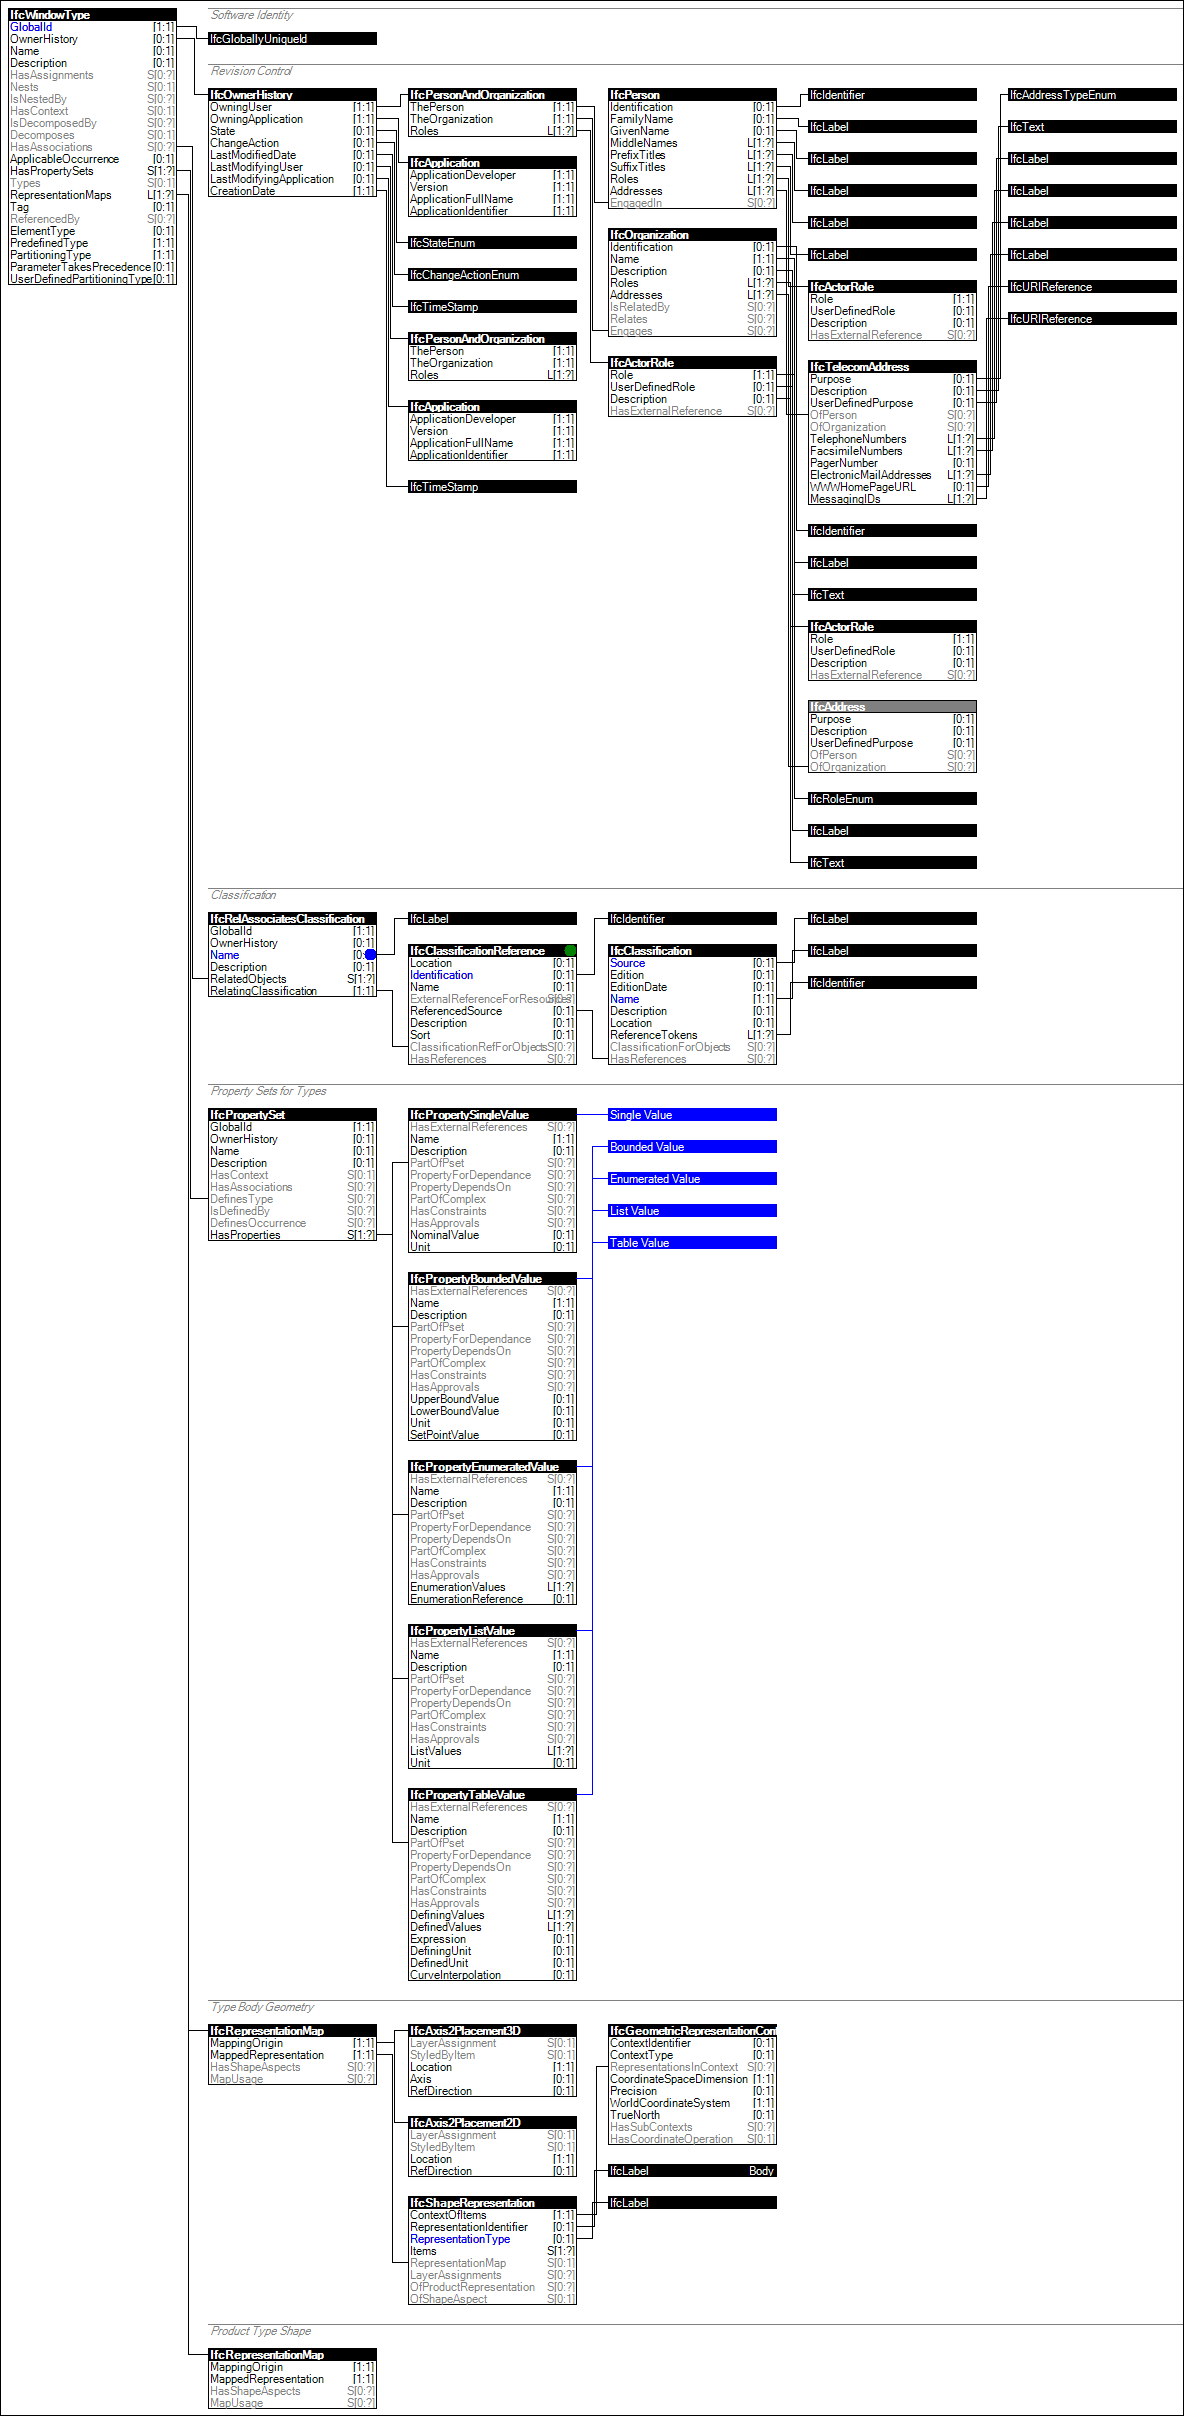 IfcWindowType
GlobalId [1:1]
OwnerHistory [0:1]
Name [0:1]
Description [0:1]
HasAssignments S[0:?]
Nests S[0:1]
IsNestedBy S[0:?]
HasContext S[0:1]
IsDecomposedBy S[0:?]
Decomposes S[0:1]
HasAssociations S[0:?]
ApplicableOccurrence [0:1]
HasPropertySets S[1:?]
Types S[0:1]
RepresentationMaps L[1:?]
Tag [0:1]
ReferencedBy S[0:?]
ElementType [0:1]
PredefinedType [1:1]
PartitioningType [1:1]
ParameterTakesPrecedence [0:1]
UserDefinedPartitioningType [0:1]
Software Identity
IfcGloballyUniqueId
Revision Control
IfcOwnerHistory
OwningUser [1:1]
OwningApplication [1:1]
State [0:1]
ChangeAction [0:1]
LastModifiedDate [0:1]
LastModifyingUser [0:1]
LastModifyingApplication [0:1]
CreationDate [1:1]
IfcPersonAndOrganization
ThePerson [1:1]
TheOrganization [1:1]
Roles L[1:?]
IfcApplication
ApplicationDeveloper [1:1]
Version [1:1]
ApplicationFullName [1:1]
ApplicationIdentifier [1:1]
IfcStateEnum
IfcChangeActionEnum
IfcTimeStamp
IfcPersonAndOrganization
ThePerson [1:1]
TheOrganization [1:1]
Roles L[1:?]
IfcApplication
ApplicationDeveloper [1:1]
Version [1:1]
ApplicationFullName [1:1]
ApplicationIdentifier [1:1]
IfcTimeStamp
IfcPerson
Identification [0:1]
FamilyName [0:1]
GivenName [0:1]
MiddleNames L[1:?]
PrefixTitles L[1:?]
SuffixTitles L[1:?]
Roles L[1:?]
Addresses L[1:?]
EngagedIn S[0:?]
IfcOrganization
Identification [0:1]
Name [1:1]
Description [0:1]
Roles L[1:?]
Addresses L[1:?]
IsRelatedBy S[0:?]
Relates S[0:?]
Engages S[0:?]
IfcActorRole
Role [1:1]
UserDefinedRole [0:1]
Description [0:1]
HasExternalReference S[0:?]
IfcIdentifier
IfcLabel
IfcLabel
IfcLabel
IfcLabel
IfcLabel
IfcActorRole
Role [1:1]
UserDefinedRole [0:1]
Description [0:1]
HasExternalReference S[0:?]
IfcTelecomAddress
Purpose [0:1]
Description [0:1]
UserDefinedPurpose [0:1]
OfPerson S[0:?]
OfOrganization S[0:?]
TelephoneNumbers L[1:?]
FacsimileNumbers L[1:?]
PagerNumber [0:1]
ElectronicMailAddresses L[1:?]
WWWHomePageURL [0:1]
MessagingIDs L[1:?]
IfcIdentifier
IfcLabel
IfcText
IfcActorRole
Role [1:1]
UserDefinedRole [0:1]
Description [0:1]
HasExternalReference S[0:?]
IfcAddress
Purpose [0:1]
Description [0:1]
UserDefinedPurpose [0:1]
OfPerson S[0:?]
OfOrganization S[0:?]
IfcRoleEnum
IfcLabel
IfcText
IfcAddressTypeEnum
IfcText
IfcLabel
IfcLabel
IfcLabel
IfcLabel
IfcURIReference
IfcURIReference
Classification
IfcRelAssociatesClassification
GlobalId [1:1]
OwnerHistory [0:1]
Name [0:
Description [0:1]
RelatedObjects S[1:?]
RelatingClassification [1:1]
IfcLabel
IfcClassificationReference
Location [0:1]
Identification [0:1]
Name [0:1]
ExternalReferenceForResources S[0:?]
ReferencedSource [0:1]
Description [0:1]
Sort [0:1]
ClassificationRefForObjects S[0:?]
HasReferences S[0:?]
IfcIdentifier
IfcClassification
Source [0:1]
Edition [0:1]
EditionDate [0:1]
Name [1:1]
Description [0:1]
Location [0:1]
ReferenceTokens L[1:?]
ClassificationForObjects S[0:?]
HasReferences S[0:?]
IfcLabel
IfcLabel
IfcIdentifier
Property Sets for Types
IfcPropertySet
GlobalId [1:1]
OwnerHistory [0:1]
Name [0:1]
Description [0:1]
HasContext S[0:1]
HasAssociations S[0:?]
DefinesType S[0:?]
IsDefinedBy S[0:?]
DefinesOccurrence S[0:?]
HasProperties S[1:?]
IfcPropertySingleValue
HasExternalReferences S[0:?]
Name [1:1]
Description [0:1]
PartOfPset S[0:?]
PropertyForDependance S[0:?]
PropertyDependsOn S[0:?]
PartOfComplex S[0:?]
HasConstraints S[0:?]
HasApprovals S[0:?]
NominalValue [0:1]
Unit [0:1]
IfcPropertyBoundedValue
HasExternalReferences S[0:?]
Name [1:1]
Description [0:1]
PartOfPset S[0:?]
PropertyForDependance S[0:?]
PropertyDependsOn S[0:?]
PartOfComplex S[0:?]
HasConstraints S[0:?]
HasApprovals S[0:?]
UpperBoundValue [0:1]
LowerBoundValue [0:1]
Unit [0:1]
SetPointValue [0:1]
IfcPropertyEnumeratedValue
HasExternalReferences S[0:?]
Name [1:1]
Description [0:1]
PartOfPset S[0:?]
PropertyForDependance S[0:?]
PropertyDependsOn S[0:?]
PartOfComplex S[0:?]
HasConstraints S[0:?]
HasApprovals S[0:?]
EnumerationValues L[1:?]
EnumerationReference [0:1]
IfcPropertyListValue
HasExternalReferences S[0:?]
Name [1:1]
Description [0:1]
PartOfPset S[0:?]
PropertyForDependance S[0:?]
PropertyDependsOn S[0:?]
PartOfComplex S[0:?]
HasConstraints S[0:?]
HasApprovals S[0:?]
ListValues L[1:?]
Unit [0:1]
IfcPropertyTableValue
HasExternalReferences S[0:?]
Name [1:1]
Description [0:1]
PartOfPset S[0:?]
PropertyForDependance S[0:?]
PropertyDependsOn S[0:?]
PartOfComplex S[0:?]
HasConstraints S[0:?]
HasApprovals S[0:?]
DefiningValues L[1:?]
DefinedValues L[1:?]
Expression [0:1]
DefiningUnit [0:1]
DefinedUnit [0:1]
CurveInterpolation [0:1]
Single Value
Bounded Value
Enumerated Value
List Value
Table Value
Type Body Geometry
IfcRepresentationMap
MappingOrigin [1:1]
MappedRepresentation [1:1]
HasShapeAspects S[0:?]
MapUsage S[0:?]
IfcAxis2Placement3D
LayerAssignment S[0:1]
StyledByItem S[0:1]
Location [1:1]
Axis [0:1]
RefDirection [0:1]
IfcAxis2Placement2D
LayerAssignment S[0:1]
StyledByItem S[0:1]
Location [1:1]
RefDirection [0:1]
IfcShapeRepresentation
ContextOfItems [1:1]
RepresentationIdentifier [0:1]
RepresentationType [0:1]
Items S[1:?]
RepresentationMap S[0:1]
LayerAssignments S[0:?]
OfProductRepresentation S[0:?]
OfShapeAspect S[0:1]
IfcGeometricRepresentationCon
ContextIdentifier [0:1]
ContextType [0:1]
RepresentationsInContext S[0:?]
CoordinateSpaceDimension [1:1]
Precision [0:1]
WorldCoordinateSystem [1:1]
TrueNorth [0:1]
HasSubContexts S[0:?]
HasCoordinateOperation S[0:1]
IfcLabel Body
IfcLabel
Product Type Shape
IfcRepresentationMap
MappingOrigin [1:1]
MappedRepresentation [1:1]
HasShapeAspects S[0:?]
MapUsage S[0:?]